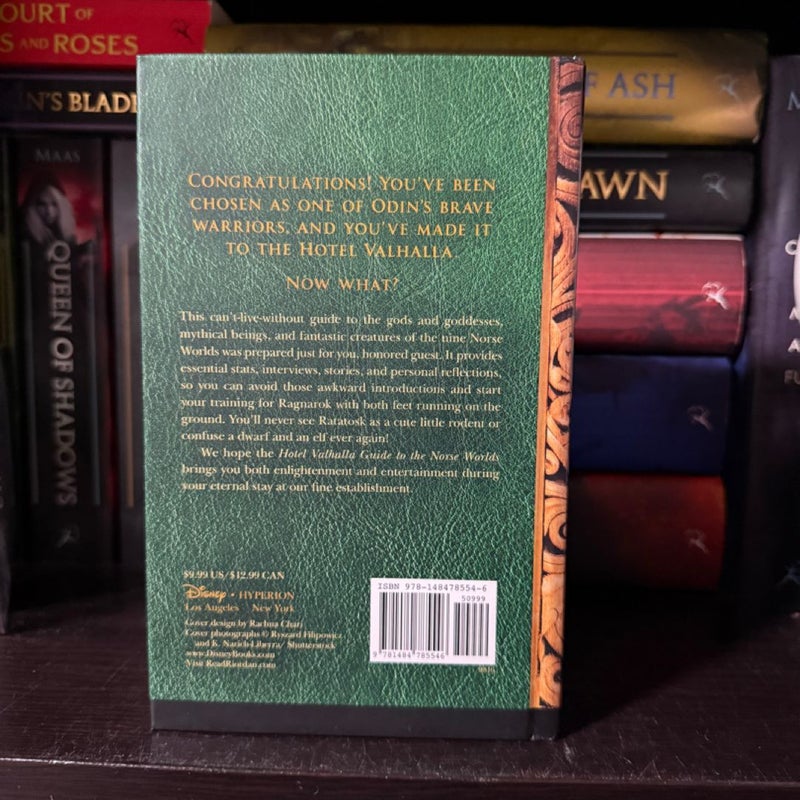 OURT OF
S AND ROSES
N'S BLAD
MAAS
QUEEN OF SHADOWS
F ASH
AWN
M
CONGRATULATIONS! YOU'VE BEEN
CHOSEN AS ONE OF ODIN'S BRAVE
WARRIORS, AND YOU'VE MADE IT
TO THE HOTEL VALHALLA
NOW WHAT?
This can't-live-without guide to the gods and goddesses,
mythical beings, and fantastic creatures of the nine Norse
Worlds was prepared just for you, honored guest. It provides
essential stats, interviews, stories, and personal reflections,
so you can avoid those awkward introductions and start
your training for Ragnarok with both feet running on the
ground. You'll never see Ratatosk as a cute little rodent or
confuse a dwarf and an elf ever again!
We hope the Hotel Valhalla Guide to the Norse Worlds
brings you both enlightenment and entertainment during
your eternal stay at our fine establishment.
$9.99 US/$12.99 CAN
Disney • HYPERION
Los Angeles New York
Cover design by
Cover photographs © Ryszard Filipowicz
and K. Shutterstock
www.DisneyBooks.com
Visit ReadRiordan.com
ISBN 978-148478554-6
50999
9 781484 785546